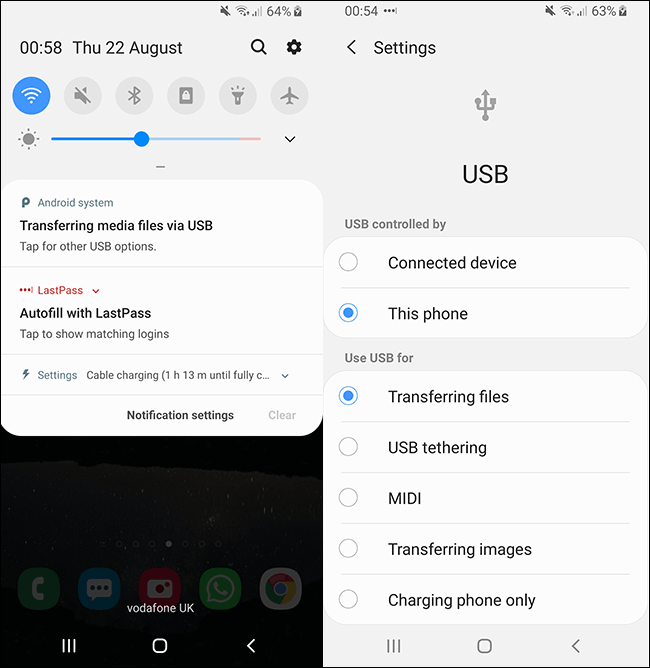 64%
00:58 Thu 22 August
Android system
Transferring media files via USB
Tap for other USB options.
LastPass
Autofill with LastPass
Tap to show matching logins
Settings Cable charging (1 h 13 m until fully c...
Notification settings Clear
vodafone UK
00:54 63%
Settings
USB
USB controlled by
Connected device
This phone
Use USB for
Transferring files
USB tethering
MIDI
Transferring images
Charging phone only